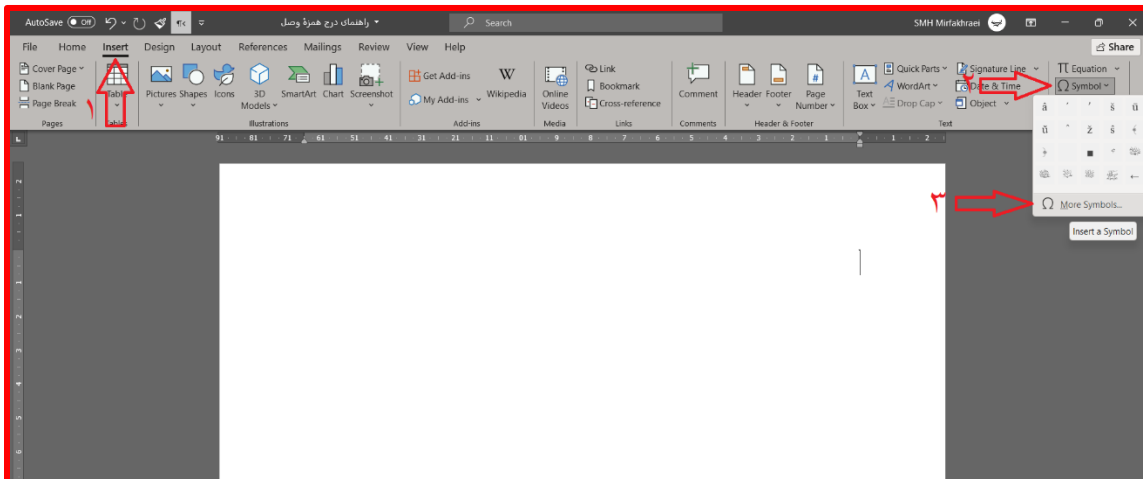 AutoSave Off راهنمای درج همزهٔ وصل Search SMH Mirfakhraei
File Home Insert Design Layout References Mailings Review View Help Share
Cover Page
Blank Page
Page Break
Pages
۱
Table
Tables
Pictures Shapes Icons 3D Models SmartArt Chart Screenshot
Illustrations
Get Add-ins
My Add-ins
Wikipedia
Add-ins
Online Videos
Media
Link
Bookmark
Cross-reference
Links
Comment
Comments
Header Footer Page Number
Header & Footer
Text Box
Quick Parts
WordArt
Drop Cap
Signature Line
Date & Time
Object
Text
۲
Equation
Symbol
۳
More Symbols...
Insert a Symbol